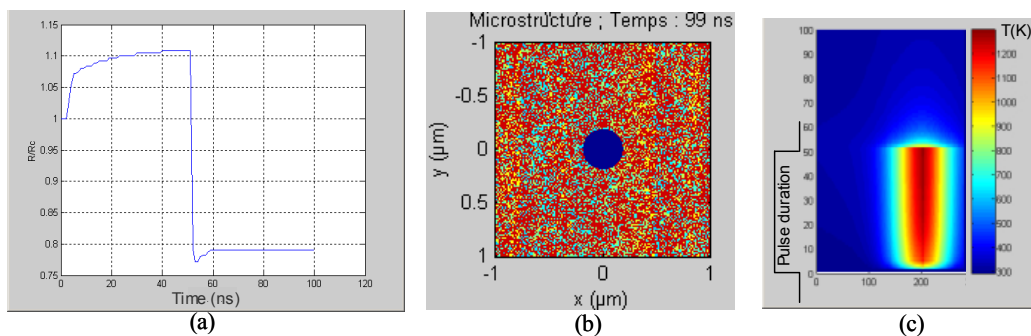 1.15
1.1
1.05
1
0.95
0.9
0.85
0.8
0.75
R/Rc
0 20 40 60 80 100 120
Time (ns)
(a)
Microstructure ; Temps : 99 ns
-1
-0.5
0
0.5
1
y (µm)
-1 0 1
x (µm)
(b)
T(K)
100
90
80
70
60
50
40
30
20
10
0
0 100 200
Pulse duration
1200
1100
1000
900
800
700
600
500
400
300
(c)